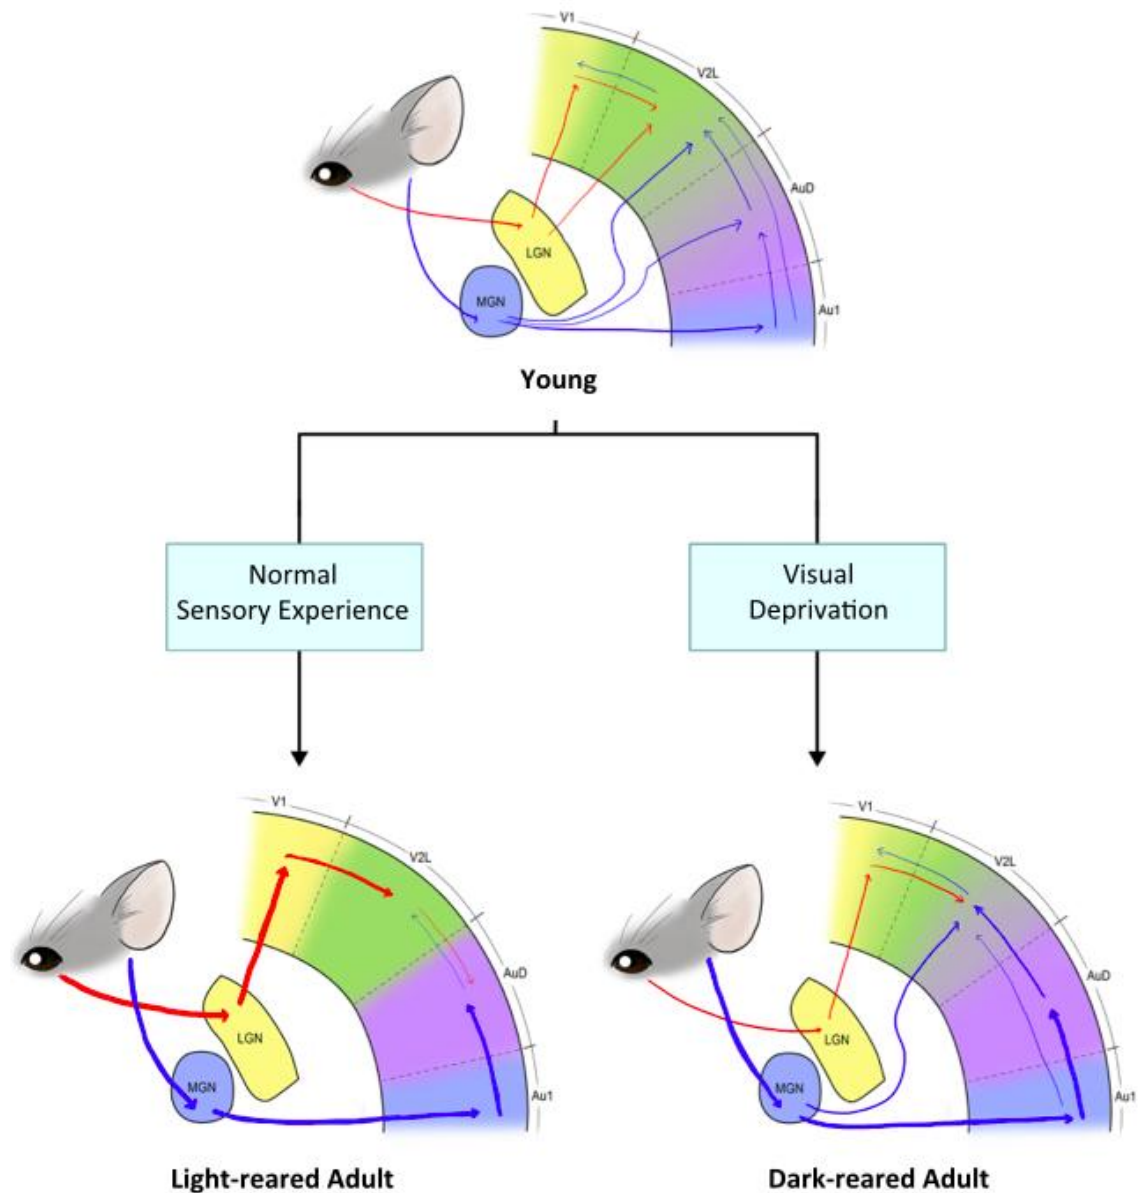 V1
V2L
AuD
LGN
MGN
Au1
Young
Normal
Sensory Experience
Visual
Deprivation
V1
V2L
AuD
LGN
MGN
Au1
Light-reared Adult
V1
V2L
AuD
LGN
MGN
Au1
Dark-reared Adult